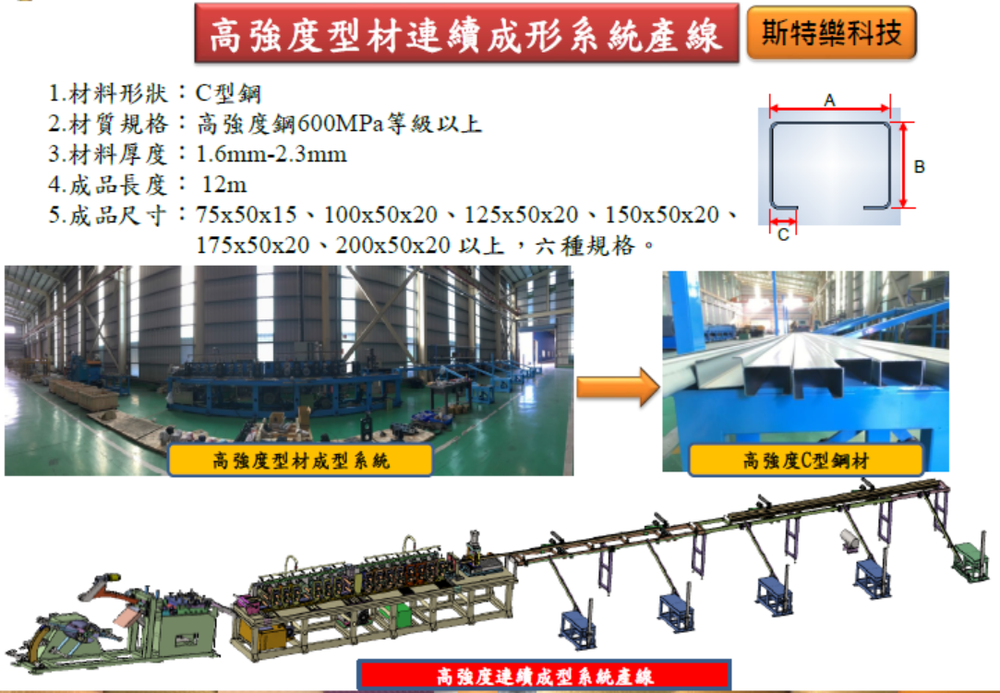 高強度型材連續成形系統產線
斯特樂科技
1.材料形狀：C型鋼
2.材質規格：高強度鋼600MPa等級以上
3.材料厚度：1.6mm-2.3mm
4.成品長度： 12m
5.成品尺寸：75x50x15、100x50x20、125x50x20、150x50x20、
175x50x20、200x50x20 以上，六種規格。
A
B
C
高強度型材成型系統
高強度C型鋼材
高強度連續成型系統產線